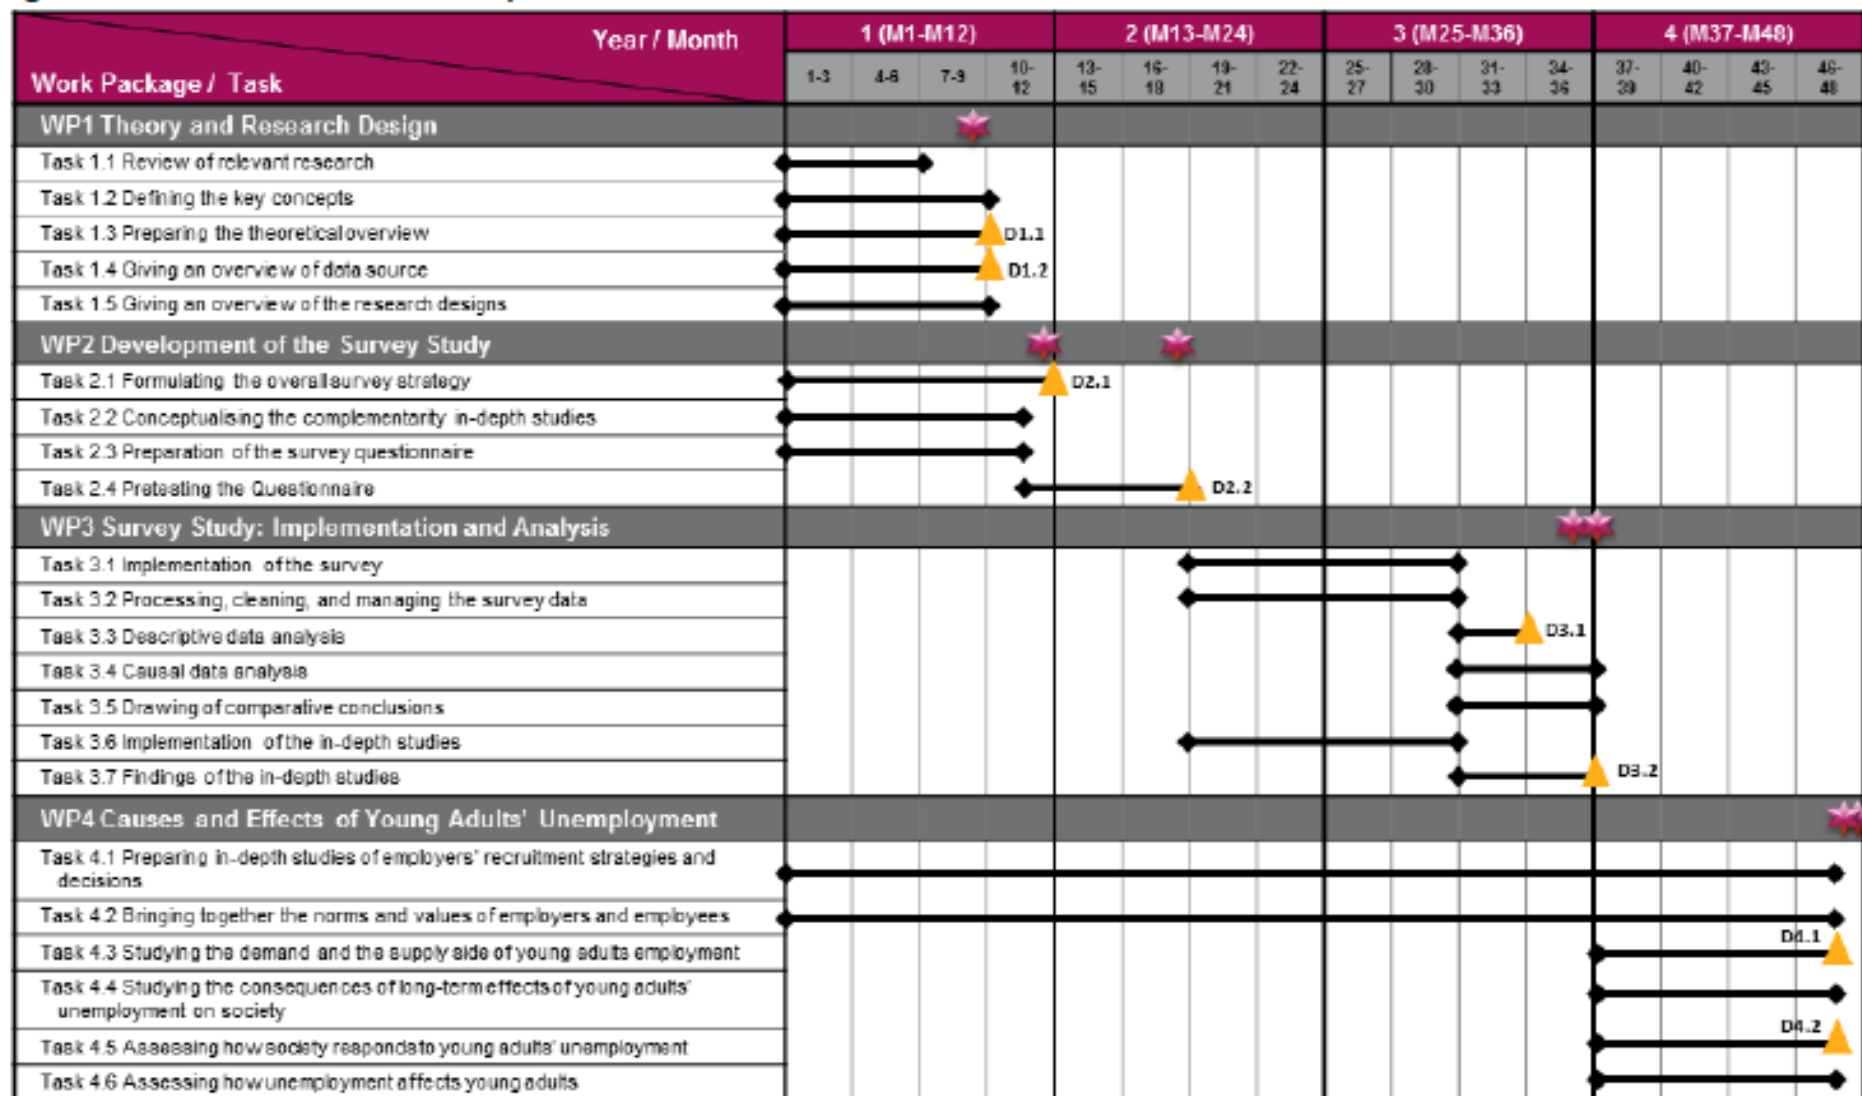 Year / Month
1 (M1-M12)
2 (M13-M24)
3 (M25-M36)
4 (M37-M48)
Work Package / Task
1-3
4-6
7-9
10-
12
13-
15
16-
18
19-
21
22-
24
25-
27
28-
30
31-
33
34-
36
37-
39
40-
42
43-
45
46-
48
WP1 Theory and Research Design
Task 1.1 Review of relevant research
Task 1.2 Defining the key concepts
Task 1.3 Preparing the theoretical overview
D1.1
Task 1.4 Giving an overview of data source
D1.2
Task 1.5 Giving an overview of the research designs
WP2 Development of the Survey Study
Task 2.1 Formulating the overall survey strategy
D2.1
Task 2.2 Conceptualising the complementarity in-depth studies
Task 2.3 Preparation of the survey questionnaire
Task 2.4 Pretesting the Questionnaire
D2.2
WP3 Survey Study: Implementation and Analysis
Task 3.1 Implementation of the survey
Task 3.2 Processing, cleaning, and managing the survey data
Task 3.3 Descriptive data analysis
D3.1
Task 3.4 Causal data analysis
Task 3.5 Drawing of comparative conclusions
Task 3.6 Implementation of the in-depth studies
Task 3.7 Findings of the in-depth studies
D3.2
WP4 Causes and Effects of Young Adults' Unemployment
Task 4.1 Preparing in-depth studies of employers' recruitment strategies and
decisions
Task 4.2 Bringing together the norms and values of employers and employees
Task 4.3 Studying the demand and the supply side of young adults employment
D4.1
Task 4.4 Studying the consequences of long-term effects of young adults'
unemployment on society
Task 4.5 Assessing how society responds to young adults' unemployment
D4.2
Task 4.6 Assessing how unemployment affects young adults